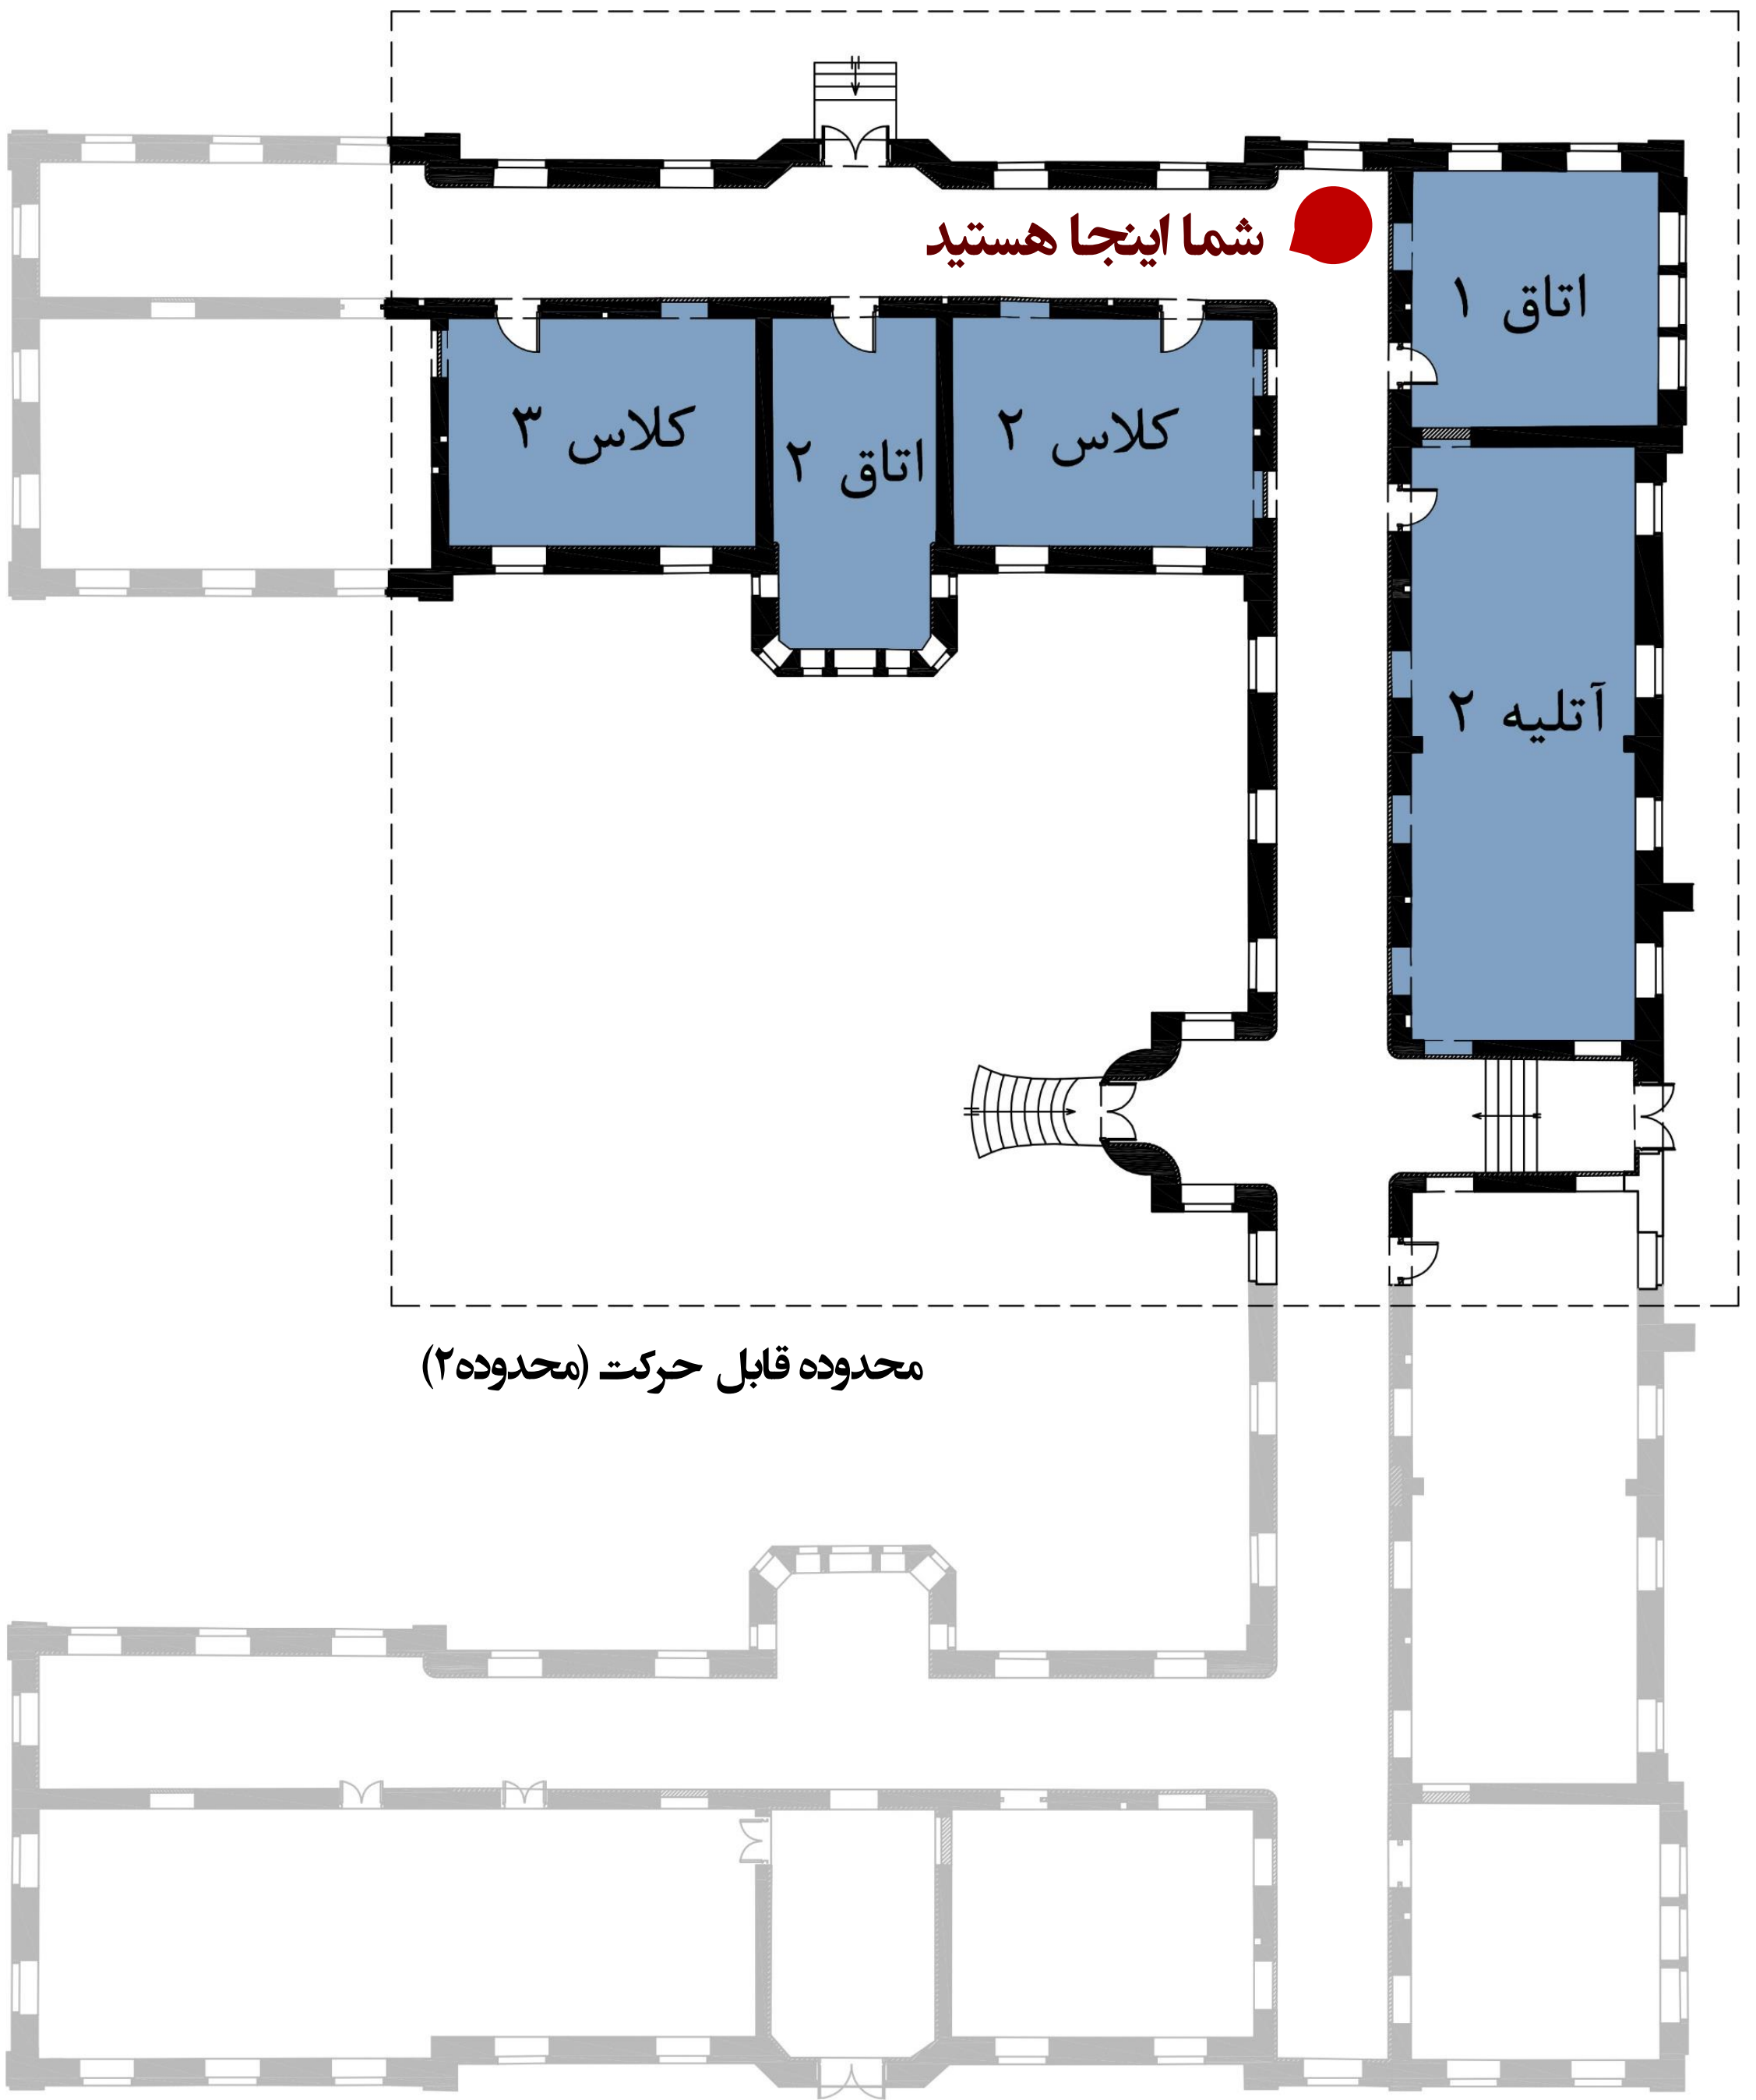 شما اینجا هستید
اتاق ۱
کلاس ۲
اتاق ۲
کلاس ۳
آتلیه ۲
محدوده قابل حرکت (محدوده۲)